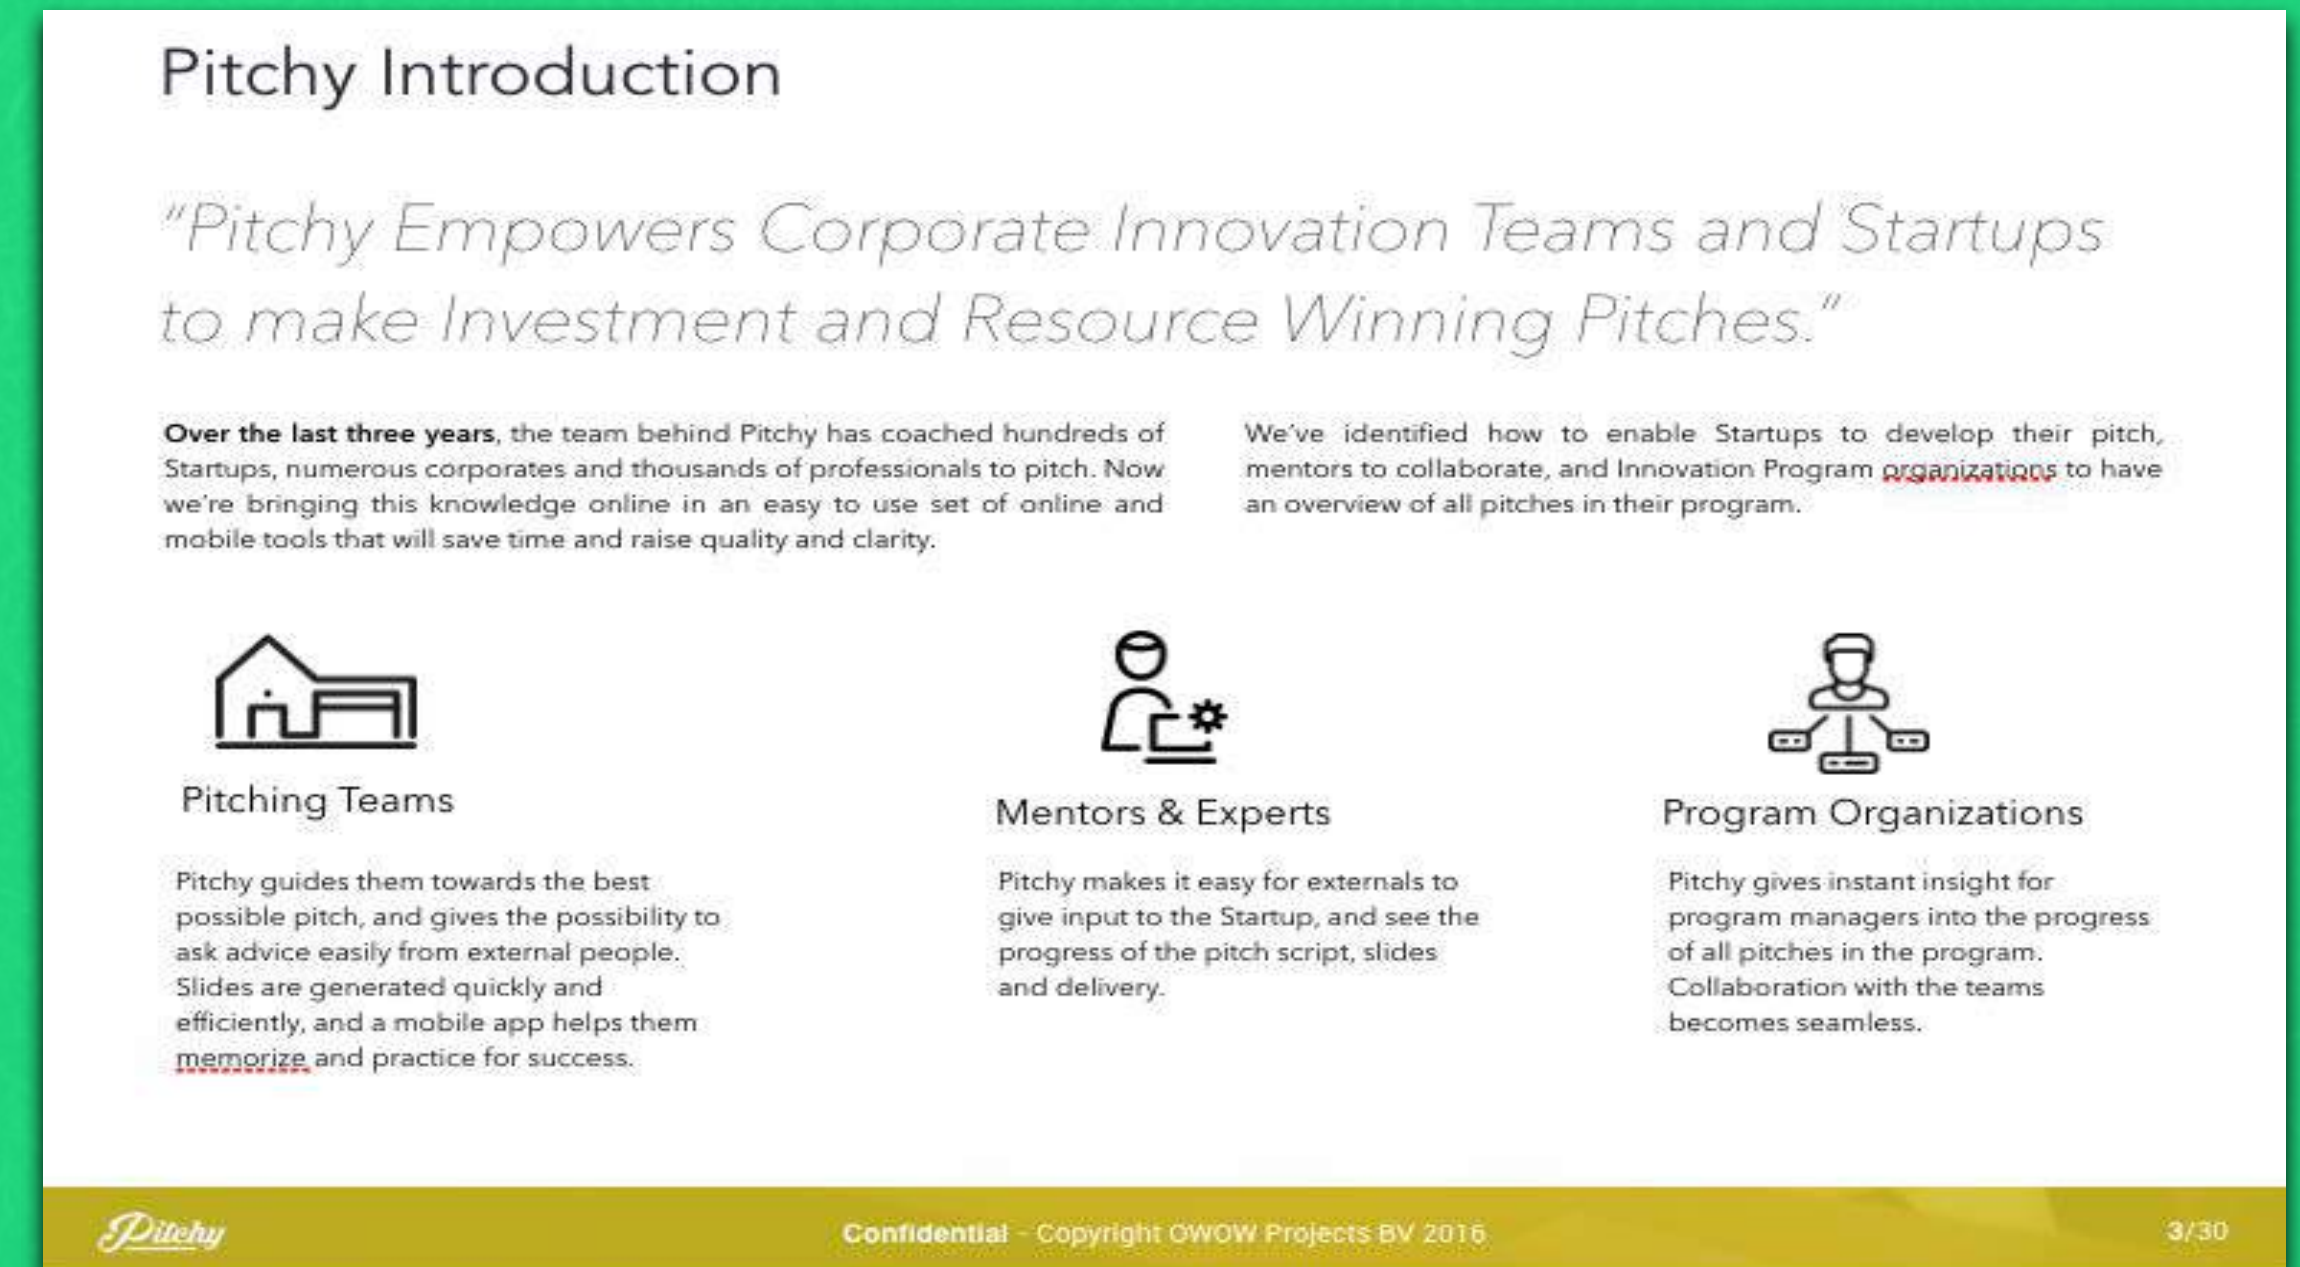 Pitchy Introduction
"Pitchy Empowers Corporate Innovation Teams and Startups
to make Investment and Resource Winning Pitches."
Over the last three years, the team behind Pitchy has coached hundreds of
Startups, numerous corporates and thousands of professionals to pitch. Now
we're bringing this knowledge online in an easy to use set of online and
mobile tools that will save time and raise quality and clarity.
We've identified how to enable Startups to develop their pitch,
mentors to collaborate, and Innovation Program organizations to have
an overview of all pitches in their program.
Pitching Teams
Pitchy guides them towards the best
possible pitch, and gives the possibility to
ask advice easily from external people.
Slides are generated quickly and
efficiently, and a mobile app helps them
memorize and practice for success.
Mentors & Experts
Pitchy makes it easy for externals to
give input to the Startup, and see the
progress of the pitch script, slides
and delivery.
Program Organizations
Pitchy gives instant insight for
program managers into the progress
of all pitches in the program.
Collaboration with the teams
becomes seamless.
Pitchy
Confidential - Copyright OWOW Projects BV 2016
3/30